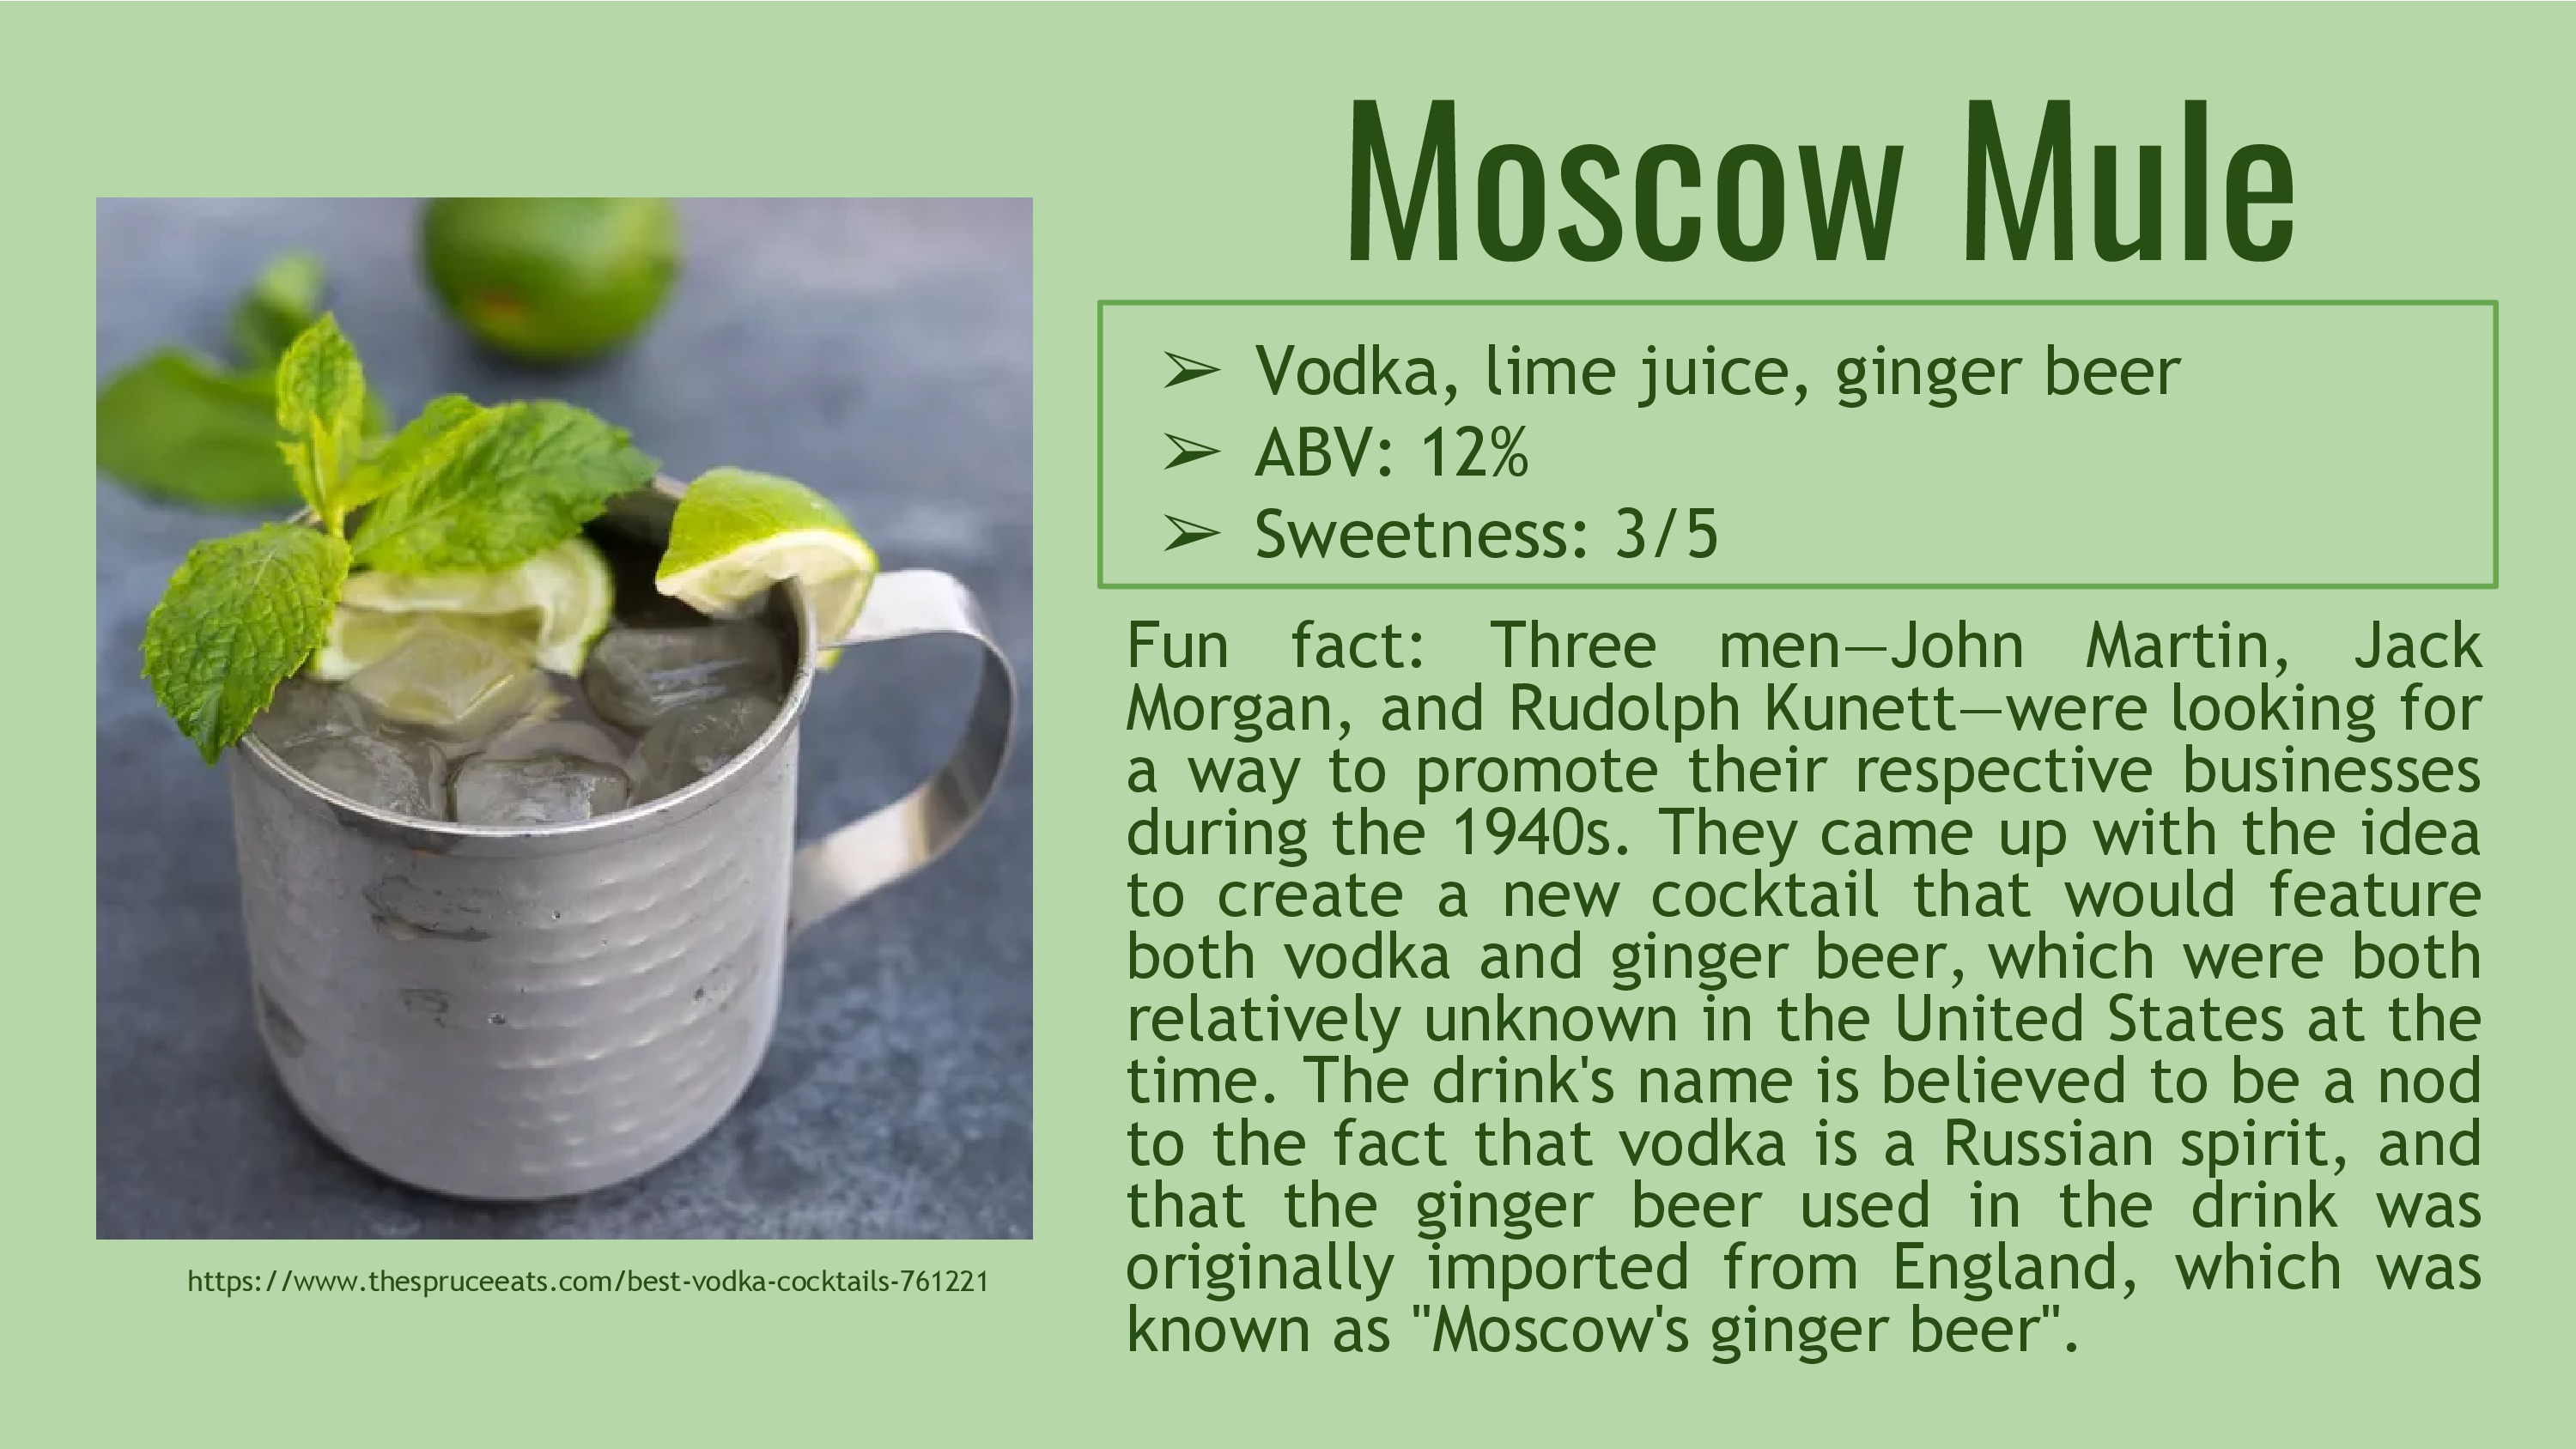 Moscow Mule
➢ Vodka, lime juice, ginger beer
➢ ABV: 12%
➢ Sweetness: 3/5
Fun fact: Three men—John Martin, Jack
Morgan, and Rudolph Kunett—were looking for
a way to promote their respective businesses
during the 1940s. They came up with the idea
to create a new cocktail that would feature
both vodka and ginger beer, which were both
relatively unknown in the United States at the
time. The drink's name is believed to be a nod
to the fact that vodka is a Russian spirit, and
that the ginger beer used in the drink was
originally imported from England, which was
known as "Moscow's ginger beer".
https://www.thespruceeats.com/best-vodka-cocktails-761221